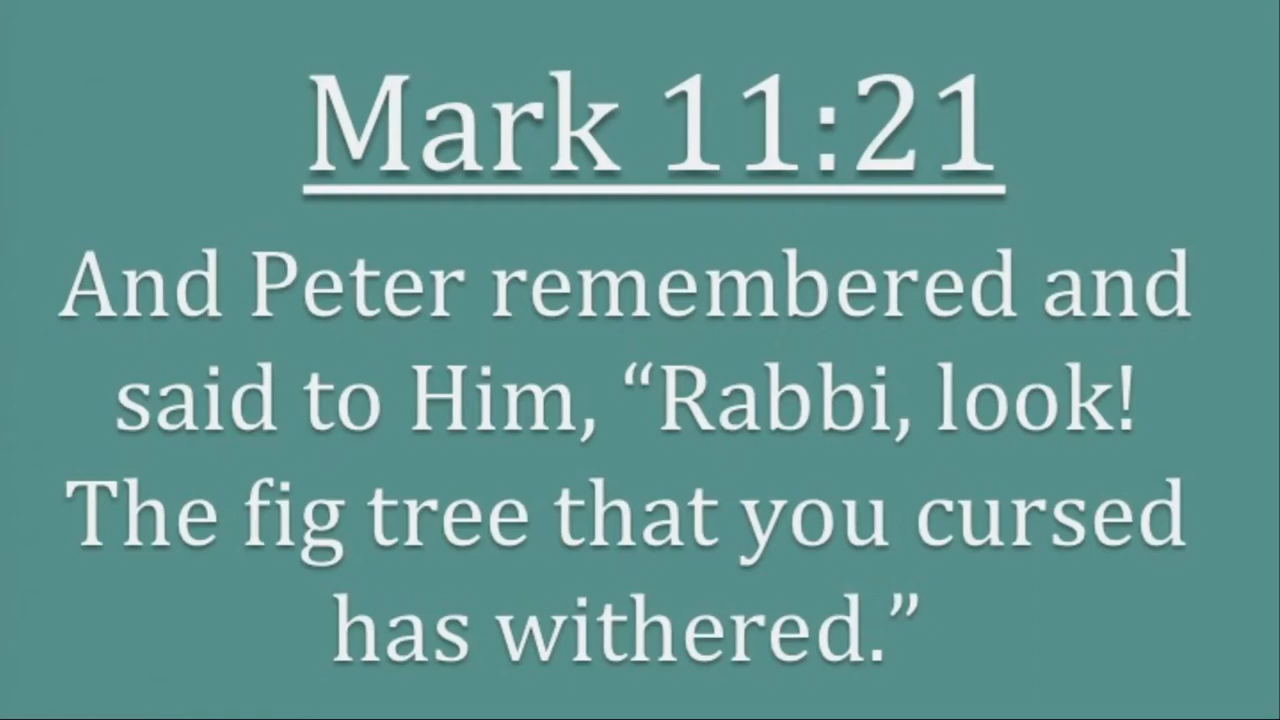 Mark 11:21
And Peter remembered and
said to Him, “Rabbi, look!
The fig tree that you cursed
has withered.”